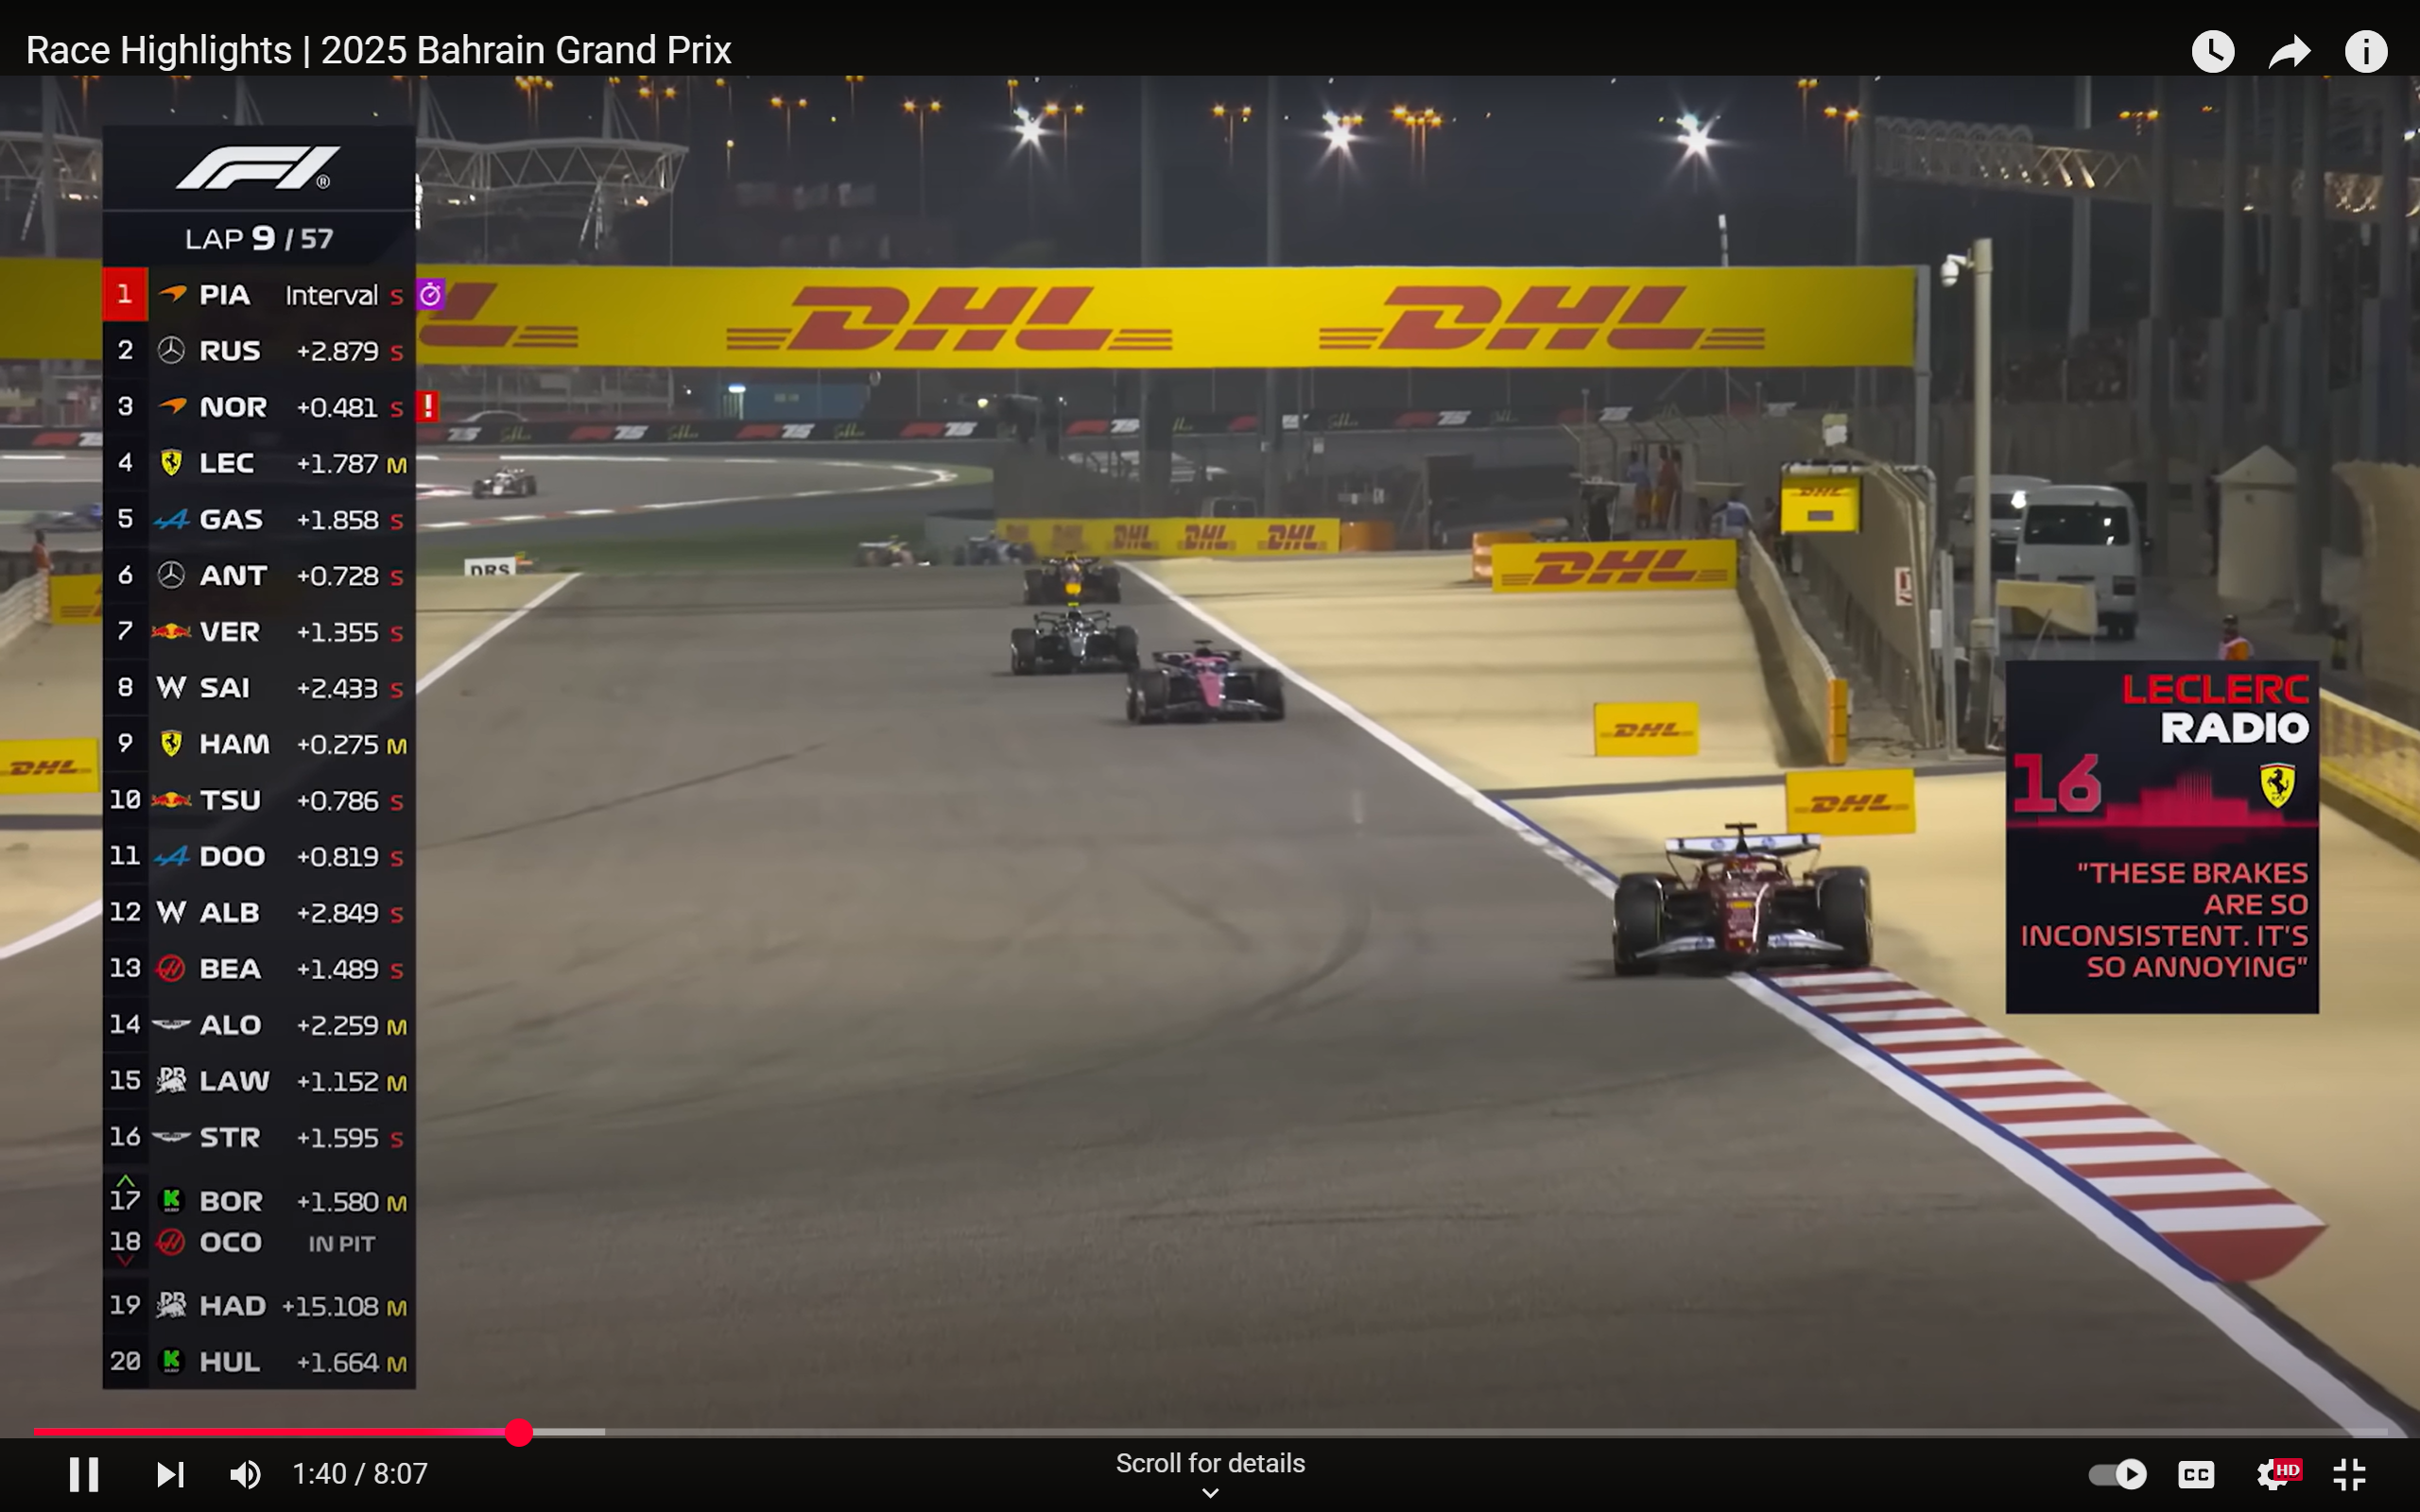 Race Highlights | 2025 Bahrain Grand Prix
F1®
LAP 9 / 57
1 PIA Interval S
2 RUS +2.879 S
3 NOR +0.481 S !
4 LEC +1.787 M
5 GAS +1.858 S
6 ANT +0.728 S
7 VER +1.355 S
8 W SAI +2.433 S
9 HAM +0.275 M
10 TSU +0.786 S
11 DOO +0.819 S
12 W ALB +2.849 S
13 BEA +1.489 S
14 ALO +2.259 M
15 LAW +1.152 M
16 STR +1.595 S
17 K BOR +1.580 M
18 OCO IN PIT
19 HAD +15.108 M
20 K HUL +1.664 M
DHL DHL
DHL
DHL DHL DHL
DRS
DHL
DHL
DHL
DHL
LECLERC
RADIO
16
"THESE BRAKES
ARE SO
INCONSISTENT. IT'S
SO ANNOYING"
1:40 / 8:07
Scroll for details
CC
HD